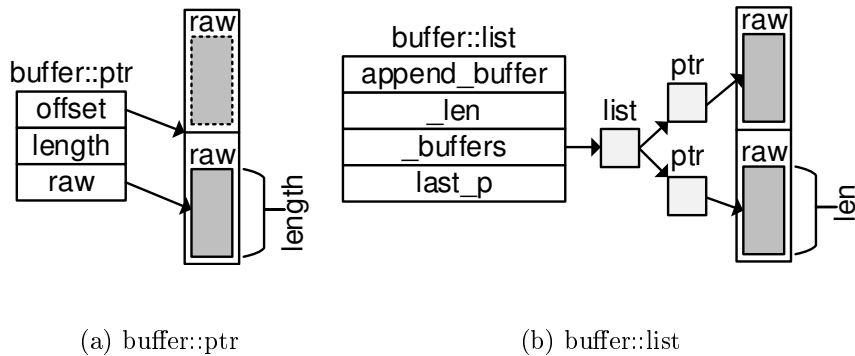 raw
buffer::ptr
offset
length
raw
raw
length
(a) buffer::ptr
buffer::list
append_buffer
_len
_buffers
last_p
list
ptr
ptr
raw
raw
len
(b) buffer::list